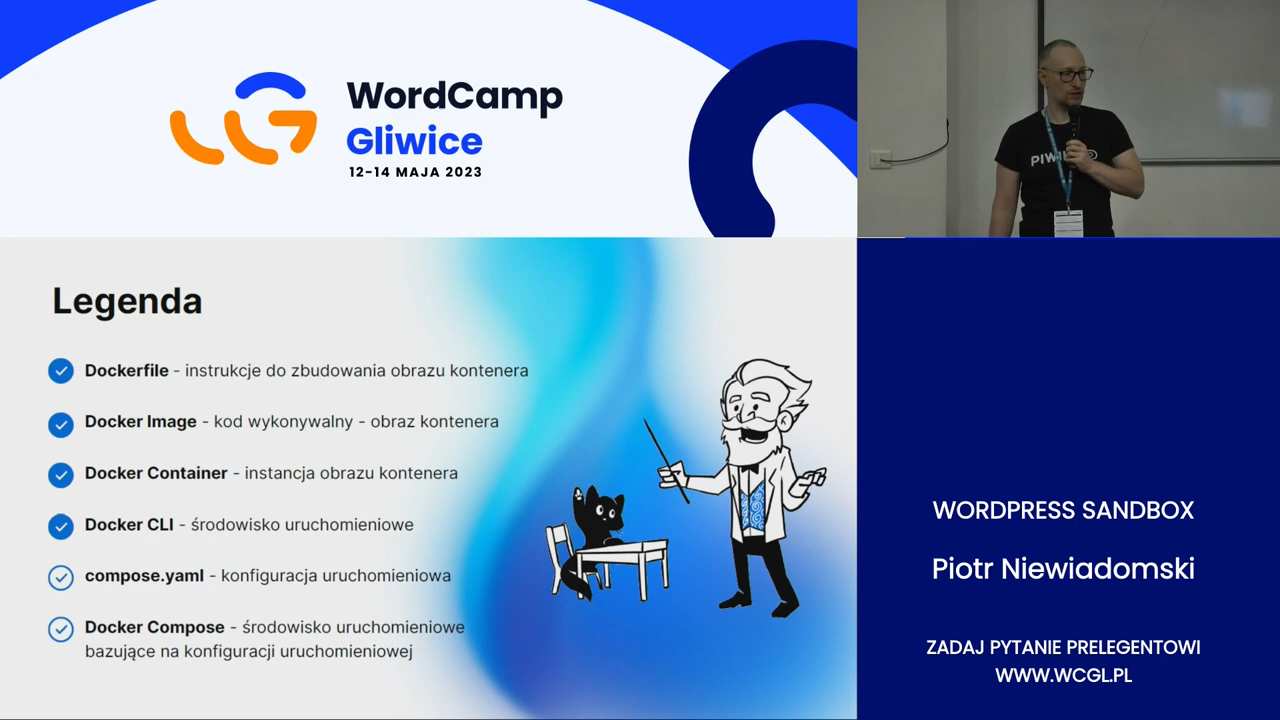 WordCamp
Gliwice
12-14 MAJA 2023
Legenda
Dockerfile - instrukcje do zbudowania obrazu kontenera
Docker Image - kod wykonywalny - obraz kontenera
Docker Container - instancja obrazu kontenera
Docker CLI - środowisko uruchomieniowe
compose.yaml - konfiguracja uruchomieniowa
Docker Compose - środowisko uruchomieniowe
bazujące na konfiguracji uruchomieniowej
WORDPRESS SANDBOX
Piotr Niewiadomski
ZADAJ PYTANIE PRELEGENTOWI
WWW.WCGL.PL